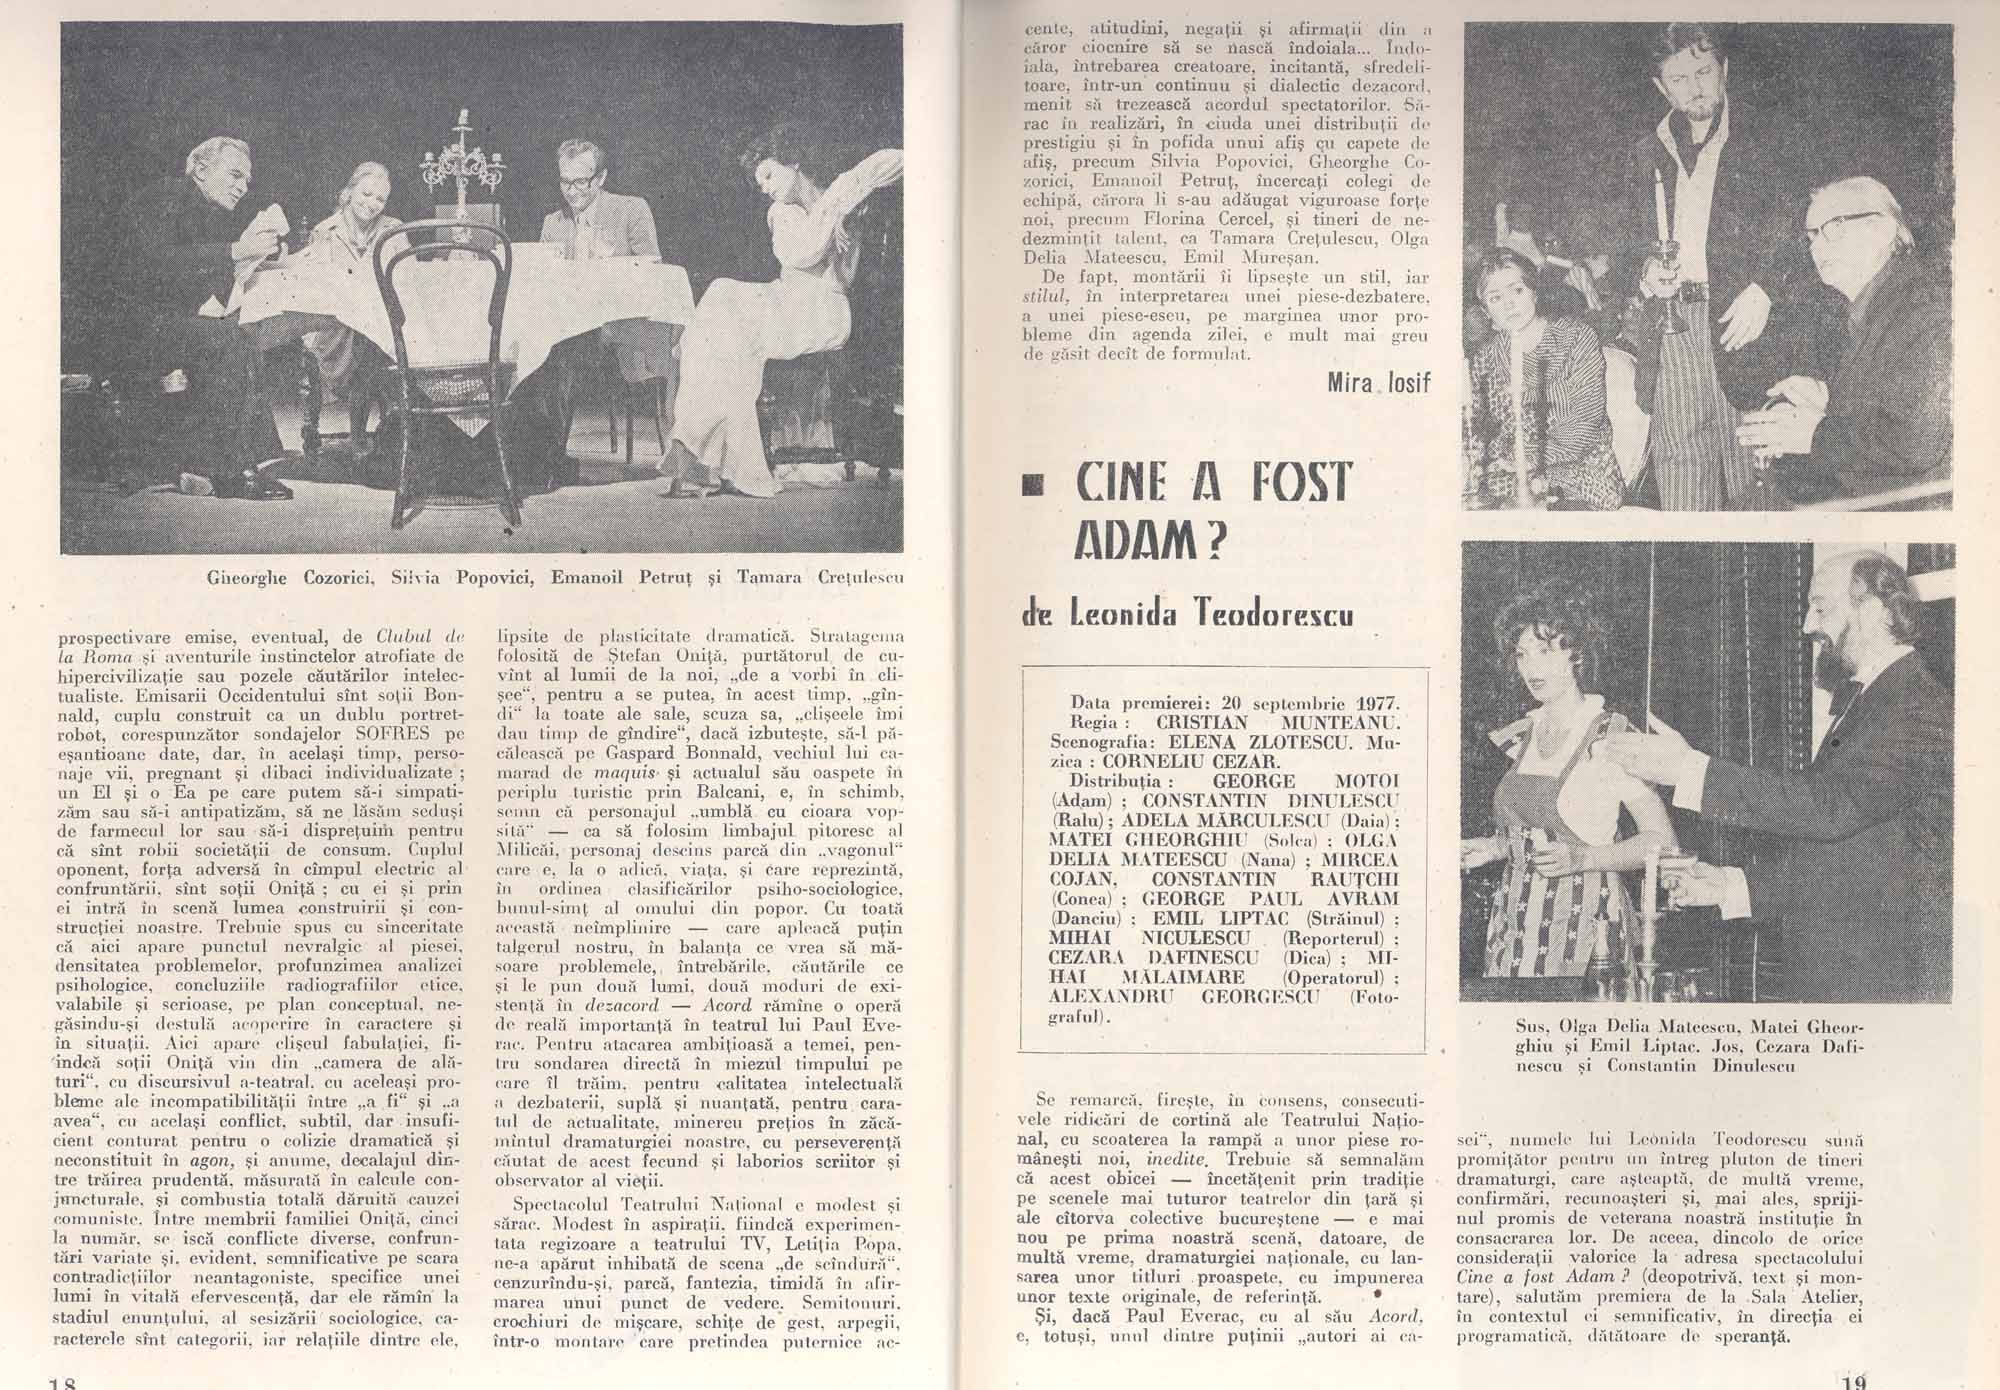 Gheorghe Cozorici, Silvia Popovici, Emanoil Petruț și Tamara Crețulescu
prospectivare emise, eventual, de Clubul de
la Roma și aventurile instinctelor atrofiate de
hipercivilizație sau pozele căutărilor intelec-
tualiste. Emisarii Occidentului sînt soții Bon-
nald, cuplu construit ca un dublu portret-
robot, corespunzător sondajelor SOFRES pe
eșantioane date, dar, în același timp, perso-
naje vii, pregnant și dibaci individualizate ;
un El și o Ea pe care putem să-i simpati-
zăm sau să-i antipatizăm, să ne lăsăm seduși
de farmecul lor sau să-i disprețuim pentru
că sînt robii societății de consum. Cuplul
oponent, forța adversă în cîmpul electric al
confruntării, sînt soții Oniță ; cu ei și prin
ei intră în scenă lumea construirii și con-
strucției noastre. Trebuie spus cu sinceritate
că aici apare punctul nevralgic al piesei,
densitatea problemelor, profunzimea analizei
psihologice, concluziile radiografiilor etice,
valabile și serioase, pe plan conceptual, ne-
găsindu-și destulă acoperire în caractere și
în situații. Aici apare clișeul fabulației, fi-
indcă soții Oniță vin din „camera de ală-
turi“, cu discursivul a-teatral, cu aceleași pro-
bleme ale incompatibilității între „a fi“ și „a
avea“, cu același conflict, subtil, dar insufi-
cient conturat pentru o colizie dramatică și
neconstituit în agon, și anume, decalajul din-
tre trăirea prudentă, măsurată în calcule con-
juncturale, și combustia totală dăruită cauzei
comuniste. Între membrii familiei Oniță, cinci
la număr, se iscă conflicte diverse, confrun-
tări variate și, evident, semnificative pe scara
contradicțiilor neantagoniste, specifice unei
lumi în vitală efervescență, dar ele rămîn la
stadiul enunțului, al sesizării sociologice, ca-
racterele sînt categorii, iar relațiile dintre ele,
lipsite de plasticitate dramatică. Stratagema
folosită de Ștefan Oniță, purtătorul de cu-
vînt al lumii de la noi, „de a vorbi în cli-
șee“, pentru a se putea, în acest timp, „gîn-
di“ la toate ale sale, scuza sa, „clișeele îmi
dau timp de gîndire“, dacă izbutește, să-l pă-
călească pe Gaspard Bonnald, vechiul lui ca-
marad de maquis și actualul său oaspete în
periplu turistic prin Balcani, e, în schimb,
semn că personajul „umblă cu cioara vop-
sită“ — ca să folosim limbajul pitoresc al
Milicăi, personaj descins parcă din „vagonul“
care e, la o adică, viața, și care reprezintă,
în ordinea clasificărilor psiho-sociologice,
bunul-simț al omului din popor. Cu toată
această neîmplinire — care apleacă puțin
talgerul nostru, în balanța ce vrea să mă-
soare problemele, întrebările, căutările ce
și le pun două lumi, două moduri de exi-
stență în dezacord — Acord rămîne o operă
de reală importanță în teatrul lui Paul Eve-
rac. Pentru atacarea ambițioasă a temei, pen-
tru sondarea directă în miezul timpului pe
care îl trăim, pentru calitatea intelectuală
a dezbaterii, suplă și nuanțată, pentru cara-
tul de actualitate, minereu prețios în zăcă-
mîntul dramaturgiei noastre, cu perseverență
căutat de acest fecund și laborios scriitor și
observator al vieții.
Spectacolul Teatrului Național e modest și
sărac. Modest în aspirații, fiindcă experimen-
tata regizoare a teatrului TV, Letiția Popa,
ne-a apărut inhibată de scena „de scîndură“,
cenzurîndu-și, parcă, fantezia, timidă în afir-
marea unui punct de vedere. Semitonuri,
crochiuri de mișcare, schițe de gest, arpegii,
într-o montare care pretindea puternice ac-
18
cente, atitudini, negații și afirmații din a
căror ciocnire să se nască îndoiala... Îndo-
iala, întrebarea creatoare, incitantă, sfredeli-
toare, într-un continuu și dialectic dezacord,
menit să trezească acordul spectatorilor. Să-
rac în realizări, în ciuda unei distribuții de
prestigiu și în pofida unui afiș cu capete de
afiș, precum Silvia Popovici, Gheorghe Co-
zorici, Emanoil Petruț, încercați colegi de
echipă, cărora li s-au adăugat viguroase forțe
noi, precum Florina Cercel, și tineri de ne-
dezmințit talent, ca Tamara Crețulescu, Olga
Delia Mateescu, Emil Mureșan.
De fapt, montării îi lipsește un stil, iar
stilul, în interpretarea unei piese-dezbatere,
a unei piese-eseu, pe marginea unor pro-
bleme din agenda zilei, e mult mai greu
de găsit decît de formulat.
Mira Iosif
■ CINE A FOST
ADAM ?
de Leonida Teodorescu
Data premierei: 20 septembrie 1977.
Regia : CRISTIAN MUNTEANU.
Scenografia: ELENA ZLOTESCU. Mu-
zica : CORNELIU CEZAR.
Distribuția : GEORGE MOTOI
(Adam) ; CONSTANTIN DINULESCU
(Ralu) ; ADELA MĂRCULESCU (Daia) ;
MATEI GHEORGHIU (Solca) ; OLGA
DELIA MATEESCU (Nana) ; MIRCEA
COJAN, CONSTANTIN RAUȚCHI
(Conea) ; GEORGE PAUL AVRAM
(Danciu) ; EMIL LIPTAC (Străinul) ;
MIHAI NICULESCU (Reporterul) ;
CEZARA DAFINESCU (Dica) ; MI-
HAI MĂLAIMARE (Operatorul) ;
ALEXANDRU GEORGESCU (Foto-
graful).
Se remarcă, firește, în consens, consecuti-
vele ridicări de cortină ale Teatrului Națio-
nal, cu scoaterea la rampă a unor piese ro-
mânești noi, inedite. Trebuie să semnalăm
că acest obicei — încetățenit prin tradiție
pe scenele mai tuturor teatrelor din țară și
ale cîtorva colective bucureștene — e mai
nou pe prima noastră scenă, datoare, de
multă vreme, dramaturgiei naționale, cu lan-
sarea unor titluri proaspete, cu impunerea
unor texte originale, de referință.
Și, dacă Paul Everac, cu al său Acord,
e, totuși, unul dintre puținii „autori ai ca-
Sus, Olga Delia Mateescu, Matei Gheor-
ghiu și Emil Liptac. Jos, Cezara Dafi-
nescu și Constantin Dinulescu
sei“, numele lui Leonida Teodorescu sună
promițător pentru un întreg pluton de tineri
dramaturgi, care așteaptă, de multă vreme,
confirmări, recunoașteri și, mai ales, spriji-
nul promis de veterana noastră instituție în
consacrarea lor. De aceea, dincolo de orice
considerații valorice la adresa spectacolului
Cine a fost Adam ? (deopotrivă, text și mon-
tare), salutăm premiera de la Sala Atelier,
în contextul ei semnificativ, în direcția ei
programatică, dătătoare de speranță.
19